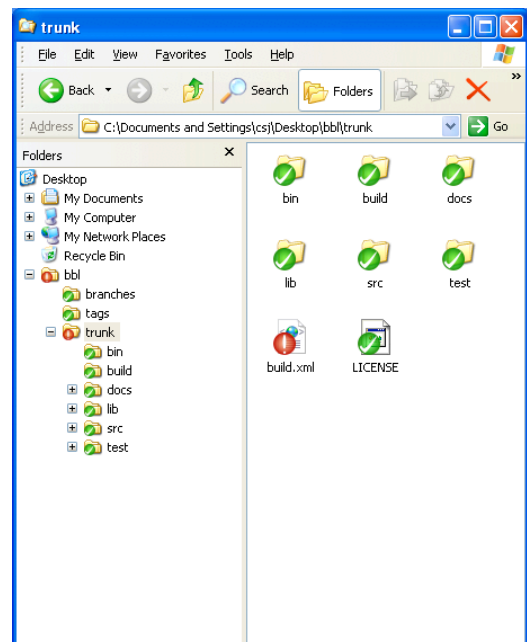 trunk
File Edit View Favorites Tools Help
Back Search Folders »
Address C:\Documents and Settings\csj\Desktop\bbl\trunk Go
Folders x
Desktop
My Documents
My Computer
My Network Places
Recycle Bin
bbl
branches
tags
trunk
bin
build
docs
lib
src
test
bin build docs
lib src test
build.xml LICENSE